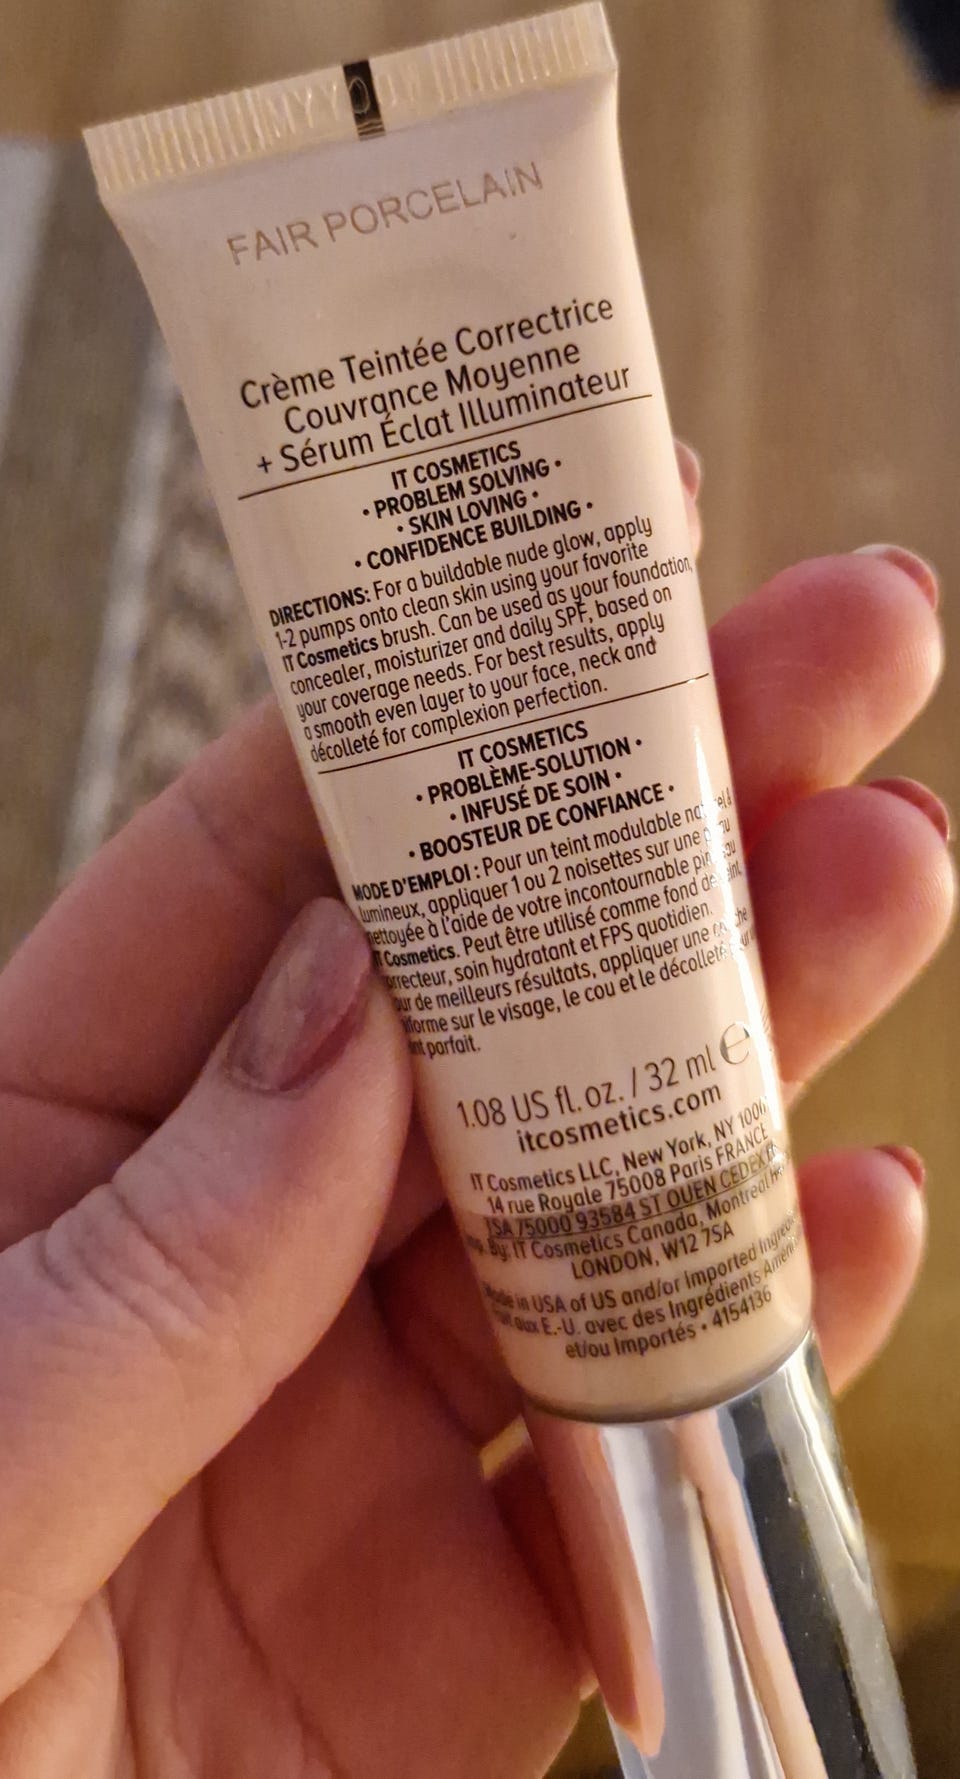 FAIR PORCELAIN
Crème Teintée Correctrice
Couvrance Moyenne
+ Sérum Éclat Illuminateur
IT COSMETICS
• PROBLEM SOLVING •
• SKIN LOVING •
• CONFIDENCE BUILDING •
DIRECTIONS: For a buildable nude glow, apply
1-2 pumps onto clean skin using your favorite
IT Cosmetics brush. Can be used as your foundation,
concealer, moisturizer and daily SPF, based on
your coverage needs. For best results, apply
a smooth even layer to your face, neck and
décolleté for complexion perfection.
IT COSMETICS
• PROBLÈME-SOLUTION •
• INFUSÉ DE SOIN •
• BOOSTEUR DE CONFIANCE •
MODE D'EMPLOI : Pour un teint modulable
lumineux, appliquer 1 ou 2 noisettes sur une
nettoyée à l'aide de votre incontournable
IT Cosmetics. Peut être utilisé comme fond de
correcteur, soin hydratant et FPS quotidien.
de meilleurs résultats, appliquer une
sur le visage, le cou et le décolleté
parfait.
1.08 US fl. oz. / 32 ml ℮
itcosmetics.com
IT Cosmetics LLC, New York, NY
14 rue Royale 75008 Paris FRANCE
TSA 75000 93584 ST OUEN CEDEX
By: IT Cosmetics Canada, Montreal
LONDON, W12 7SA
Made in USA of US and/or Imported
aux É.-U. avec des Ingrédients
et/ou Importés • 4154136